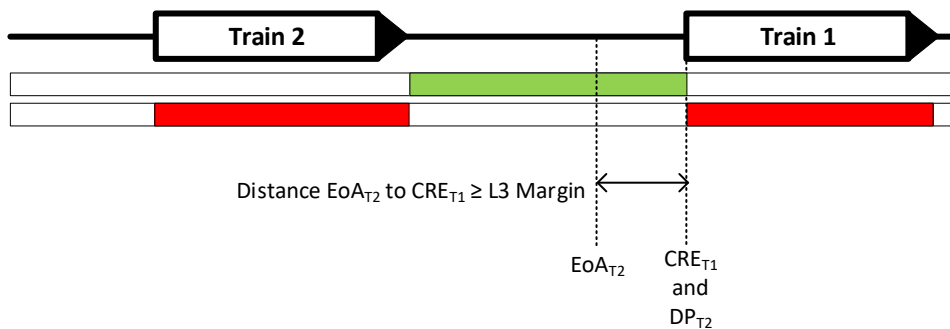 Train 2
Train 1
Distance EoA_T2 to CRE_T1 ≥ L3 Margin
EoA_T2
CRE_T1
and
DP_T2